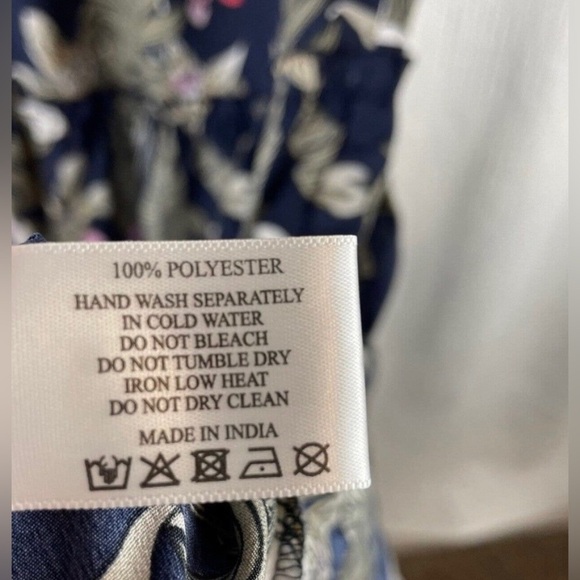 100% POLYESTER
HAND WASH SEPARATELY
IN COLD WATER
DO NOT BLEACH
DO NOT TUMBLE DRY
IRON LOW HEAT
DO NOT DRY CLEAN
MADE IN INDIA